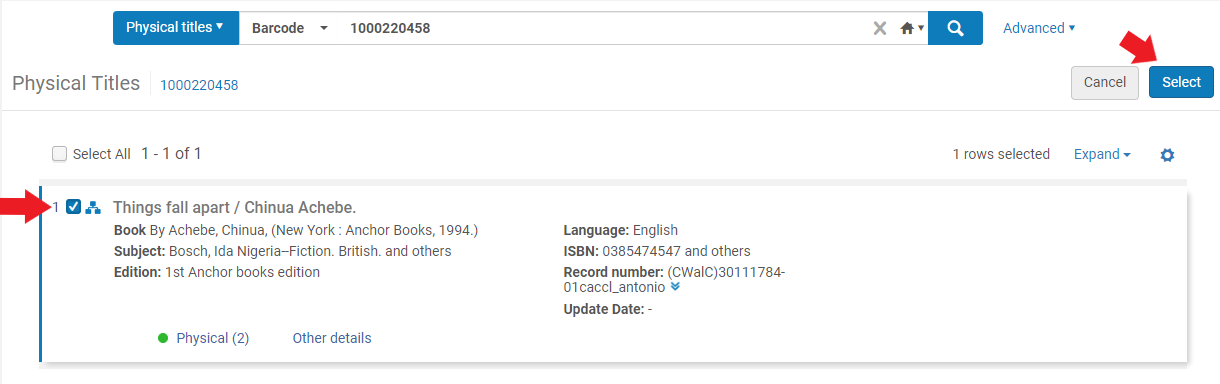 Physical titles Barcode 1000220458 Advanced
Physical Titles 1000220458 Cancel Select
Select All 1 - 1 of 1 1 rows selected Expand
1 Things fall apart / Chinua Achebe.
Book By Achebe, Chinua, (New York : Anchor Books, 1994.)
Subject: Bosch, Ida Nigeria--Fiction. British. and others
Edition: 1st Anchor books edition
Language: English
ISBN: 0385474547 and others
Record number: (CWalC)30111784-
01caccl_antonio
Update Date: -
Physical (2) Other details